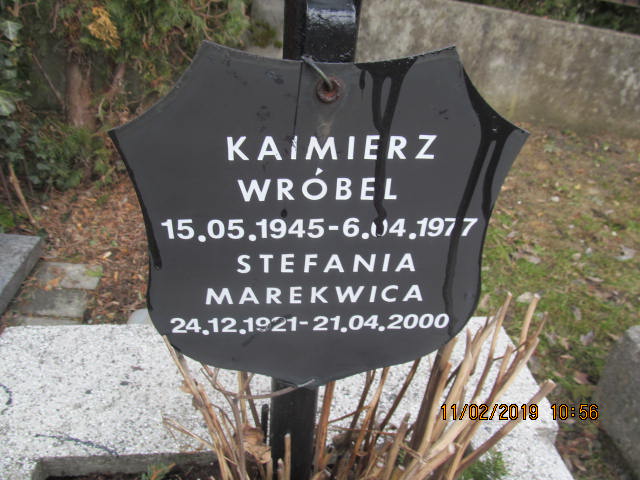 KAIMIERZ
WRÓBEL
15.05.1945-6.04.1977
STEFANIA
MAREKWICA
24.12.1921-21.04.2000
11/02/2019 10:56